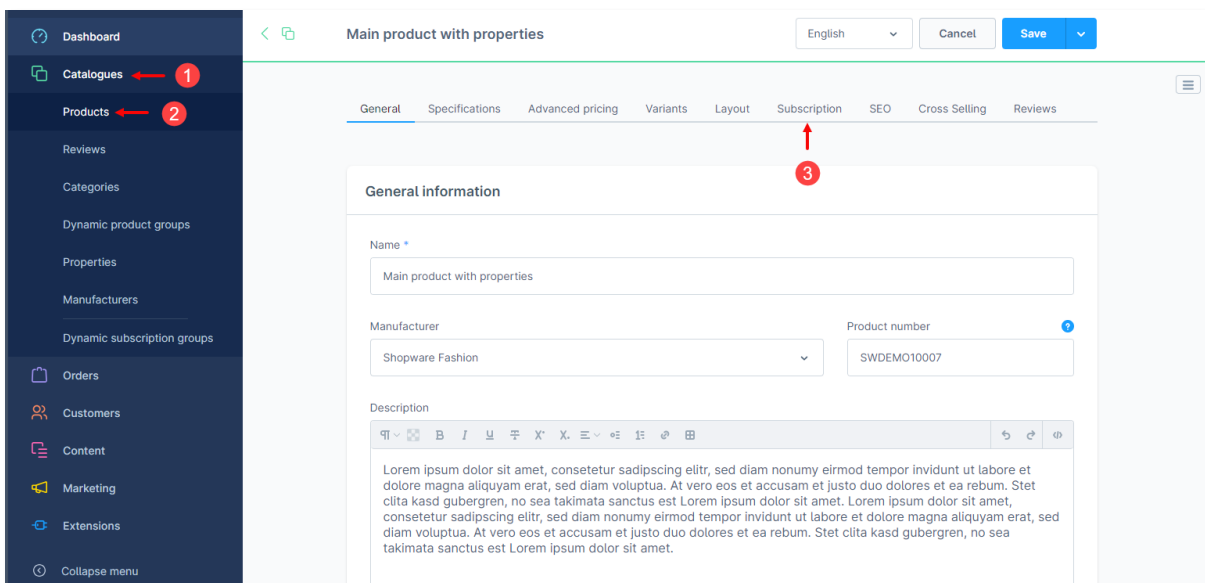 Dashboard
Catalogues
1
Products
2
Reviews
Categories
Dynamic product groups
Properties
Manufacturers
Dynamic subscription groups
Orders
Customers
Content
Marketing
Extensions
Collapse menu
Main product with properties
English
Cancel
Save
General Specifications Advanced pricing Variants Layout Subscription SEO Cross Selling Reviews
3
General information
Name *
Main product with properties
Manufacturer
Shopware Fashion
Product number
?
SWDEMO10007
Description
B I U T X' X,
Lorem ipsum dolor sit amet, consetetur sadipscing elitr, sed diam nonumy eirmod tempor invidunt ut labore et
dolore magna aliquyam erat, sed diam voluptua. At vero eos et accusam et justo duo dolores et ea rebum. Stet
clita kasd gubergren, no sea takimata sanctus est Lorem ipsum dolor sit amet. Lorem ipsum dolor sit amet,
consetetur sadipscing elitr, sed diam nonumy eirmod tempor invidunt ut labore et dolore magna aliquyam erat, sed
diam voluptua. At vero eos et accusam et justo duo dolores et ea rebum. Stet clita kasd gubergren, no sea
takimata sanctus est Lorem ipsum dolor sit amet.